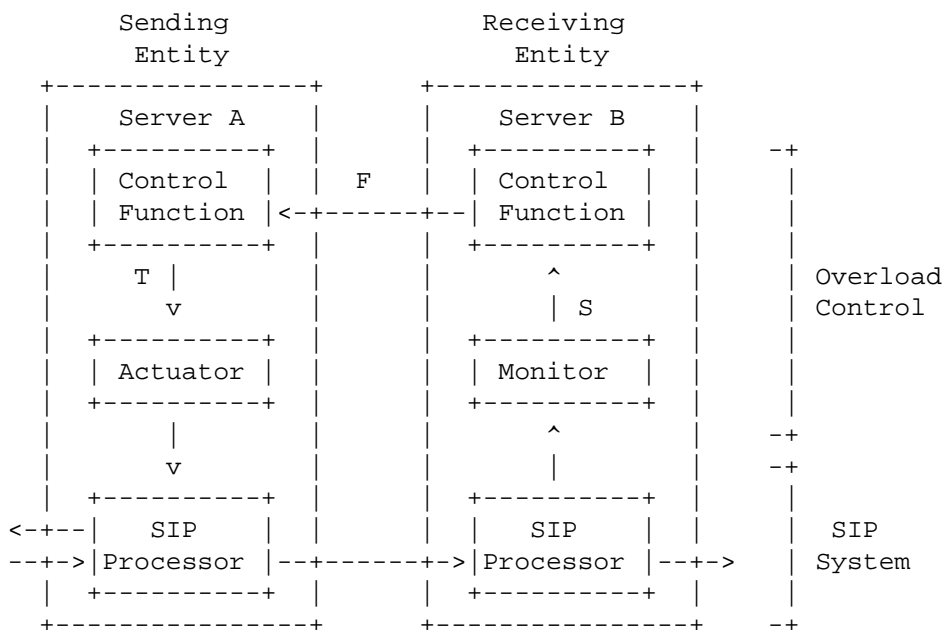 Sending Receiving
Entity Entity
Server A Server B
Control F Control
Function Function
T
v ^ Overload
S Control
Actuator Monitor
^
v
SIP SIP SIP
Processor Processor System